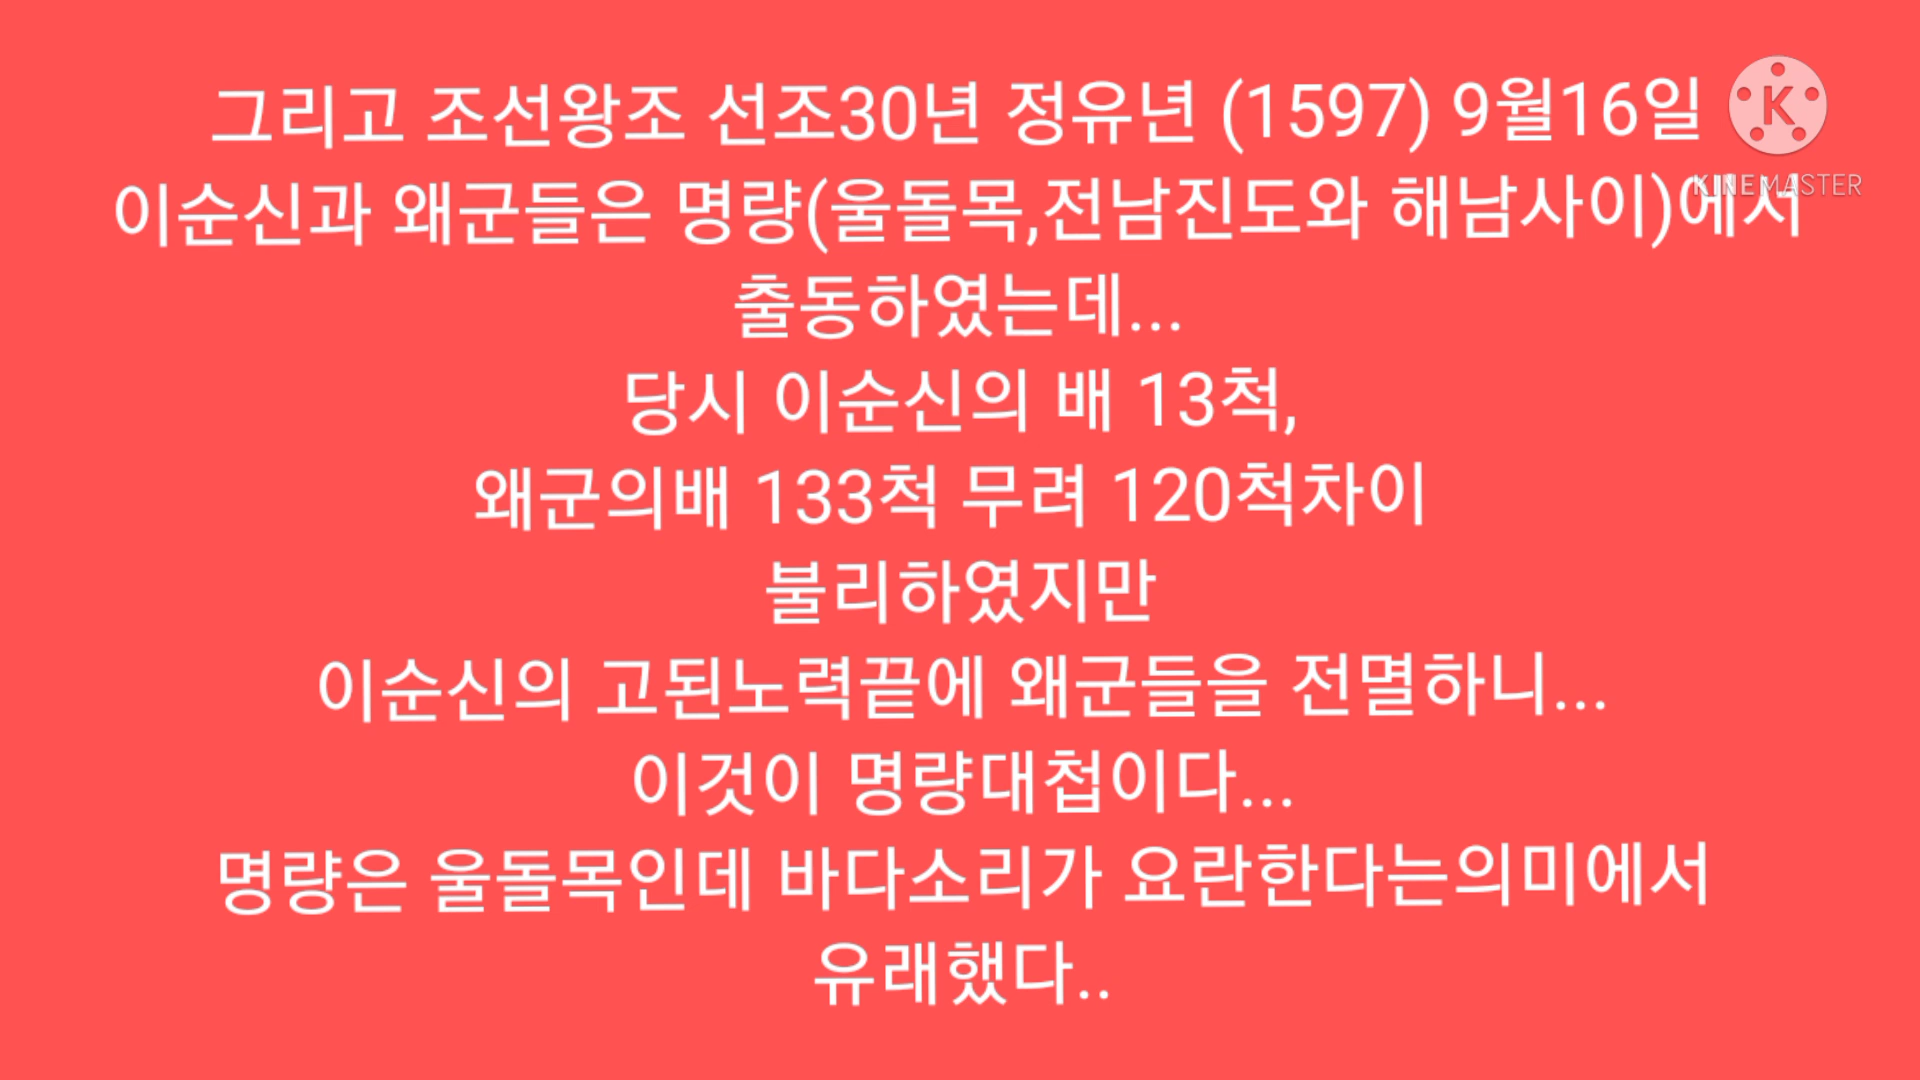 그리고 조선왕조 선조30년 정유년 (1597) 9월16일
이순신과 왜군들은 명량(울돌목,전남진도와 해남사이)에서
출동하였는데...
당시 이순신의 배 13척,
왜군의배 133척 무려 120척차이
불리하였지만
이순신의 고된노력끝에 왜군들을 전멸하니...
이것이 명량대첩이다...
명량은 울돌목인데 바다소리가 요란한다는의미에서
유래했다..
K
KINEMASTER